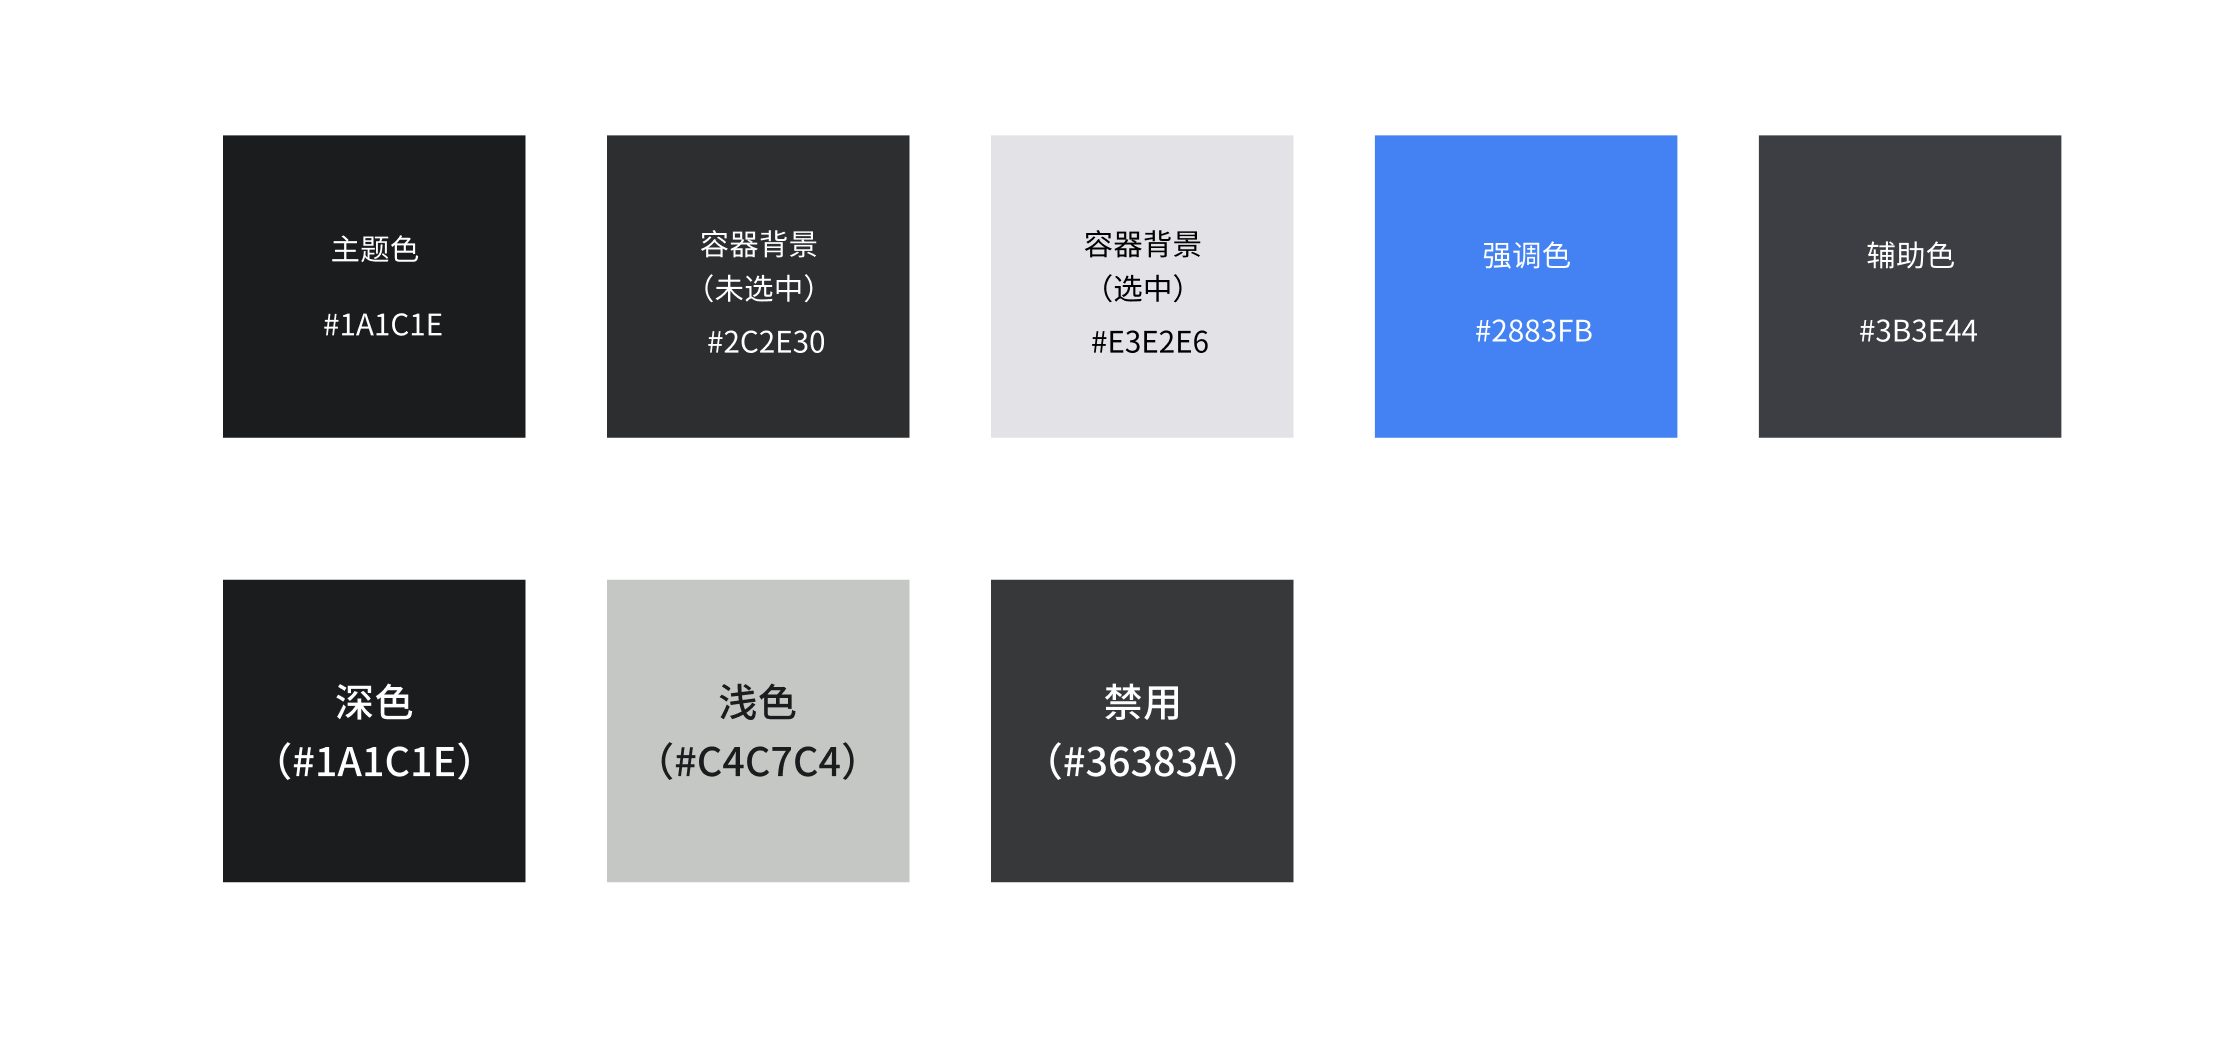 主题色
#1A1C1E
容器背景
（未选中）
#2C2E30
容器背景
（选中）
#E3E2E6
强调色
#2883FB
辅助色
#3B3E44
深色
（#1A1C1E）
浅色
（#C4C7C4）
禁用
（#36383A）